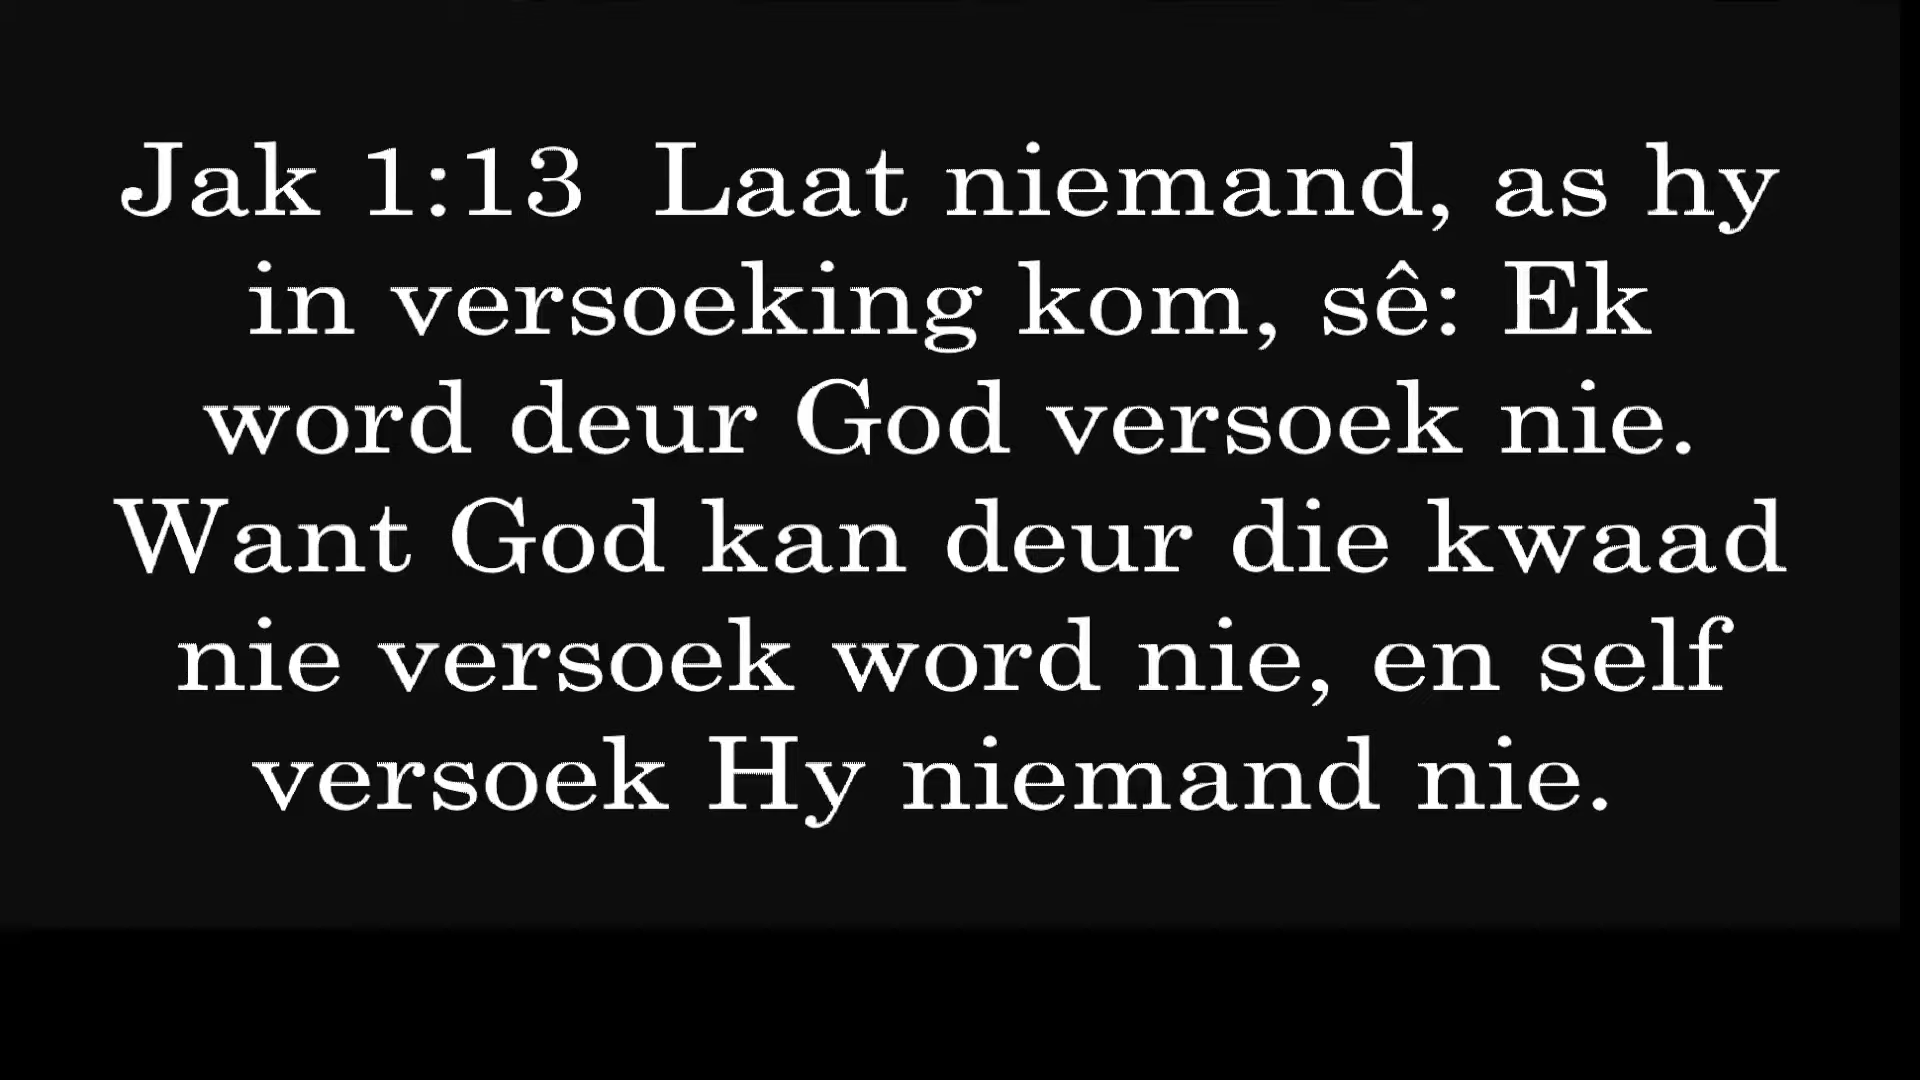 Jak 1:13  Laat niemand, as hy
in versoeking kom, sê: Ek
word deur God versoek nie.
Want God kan deur die kwaad
nie versoek word nie, en self
versoek Hy niemand nie.